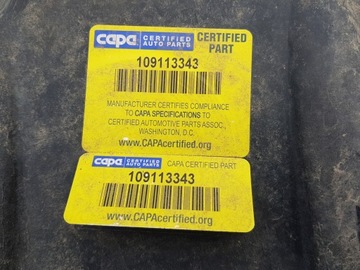 capa CERTIFIED AUTO PARTS CERTIFIED PART
109113343
MANUFACTURER CERTIFIES COMPLIANCE
TO CAPA SPECIFICATIONS TO
CERTIFIED AUTOMOTIVE PARTS ASSOC.
WASHINGTON, D.C.
www.CAPAcertified.org
capa CERTIFIED AUTO PARTS CAPA CERTIFIED PART
109113343
www.CAPAcertified.org